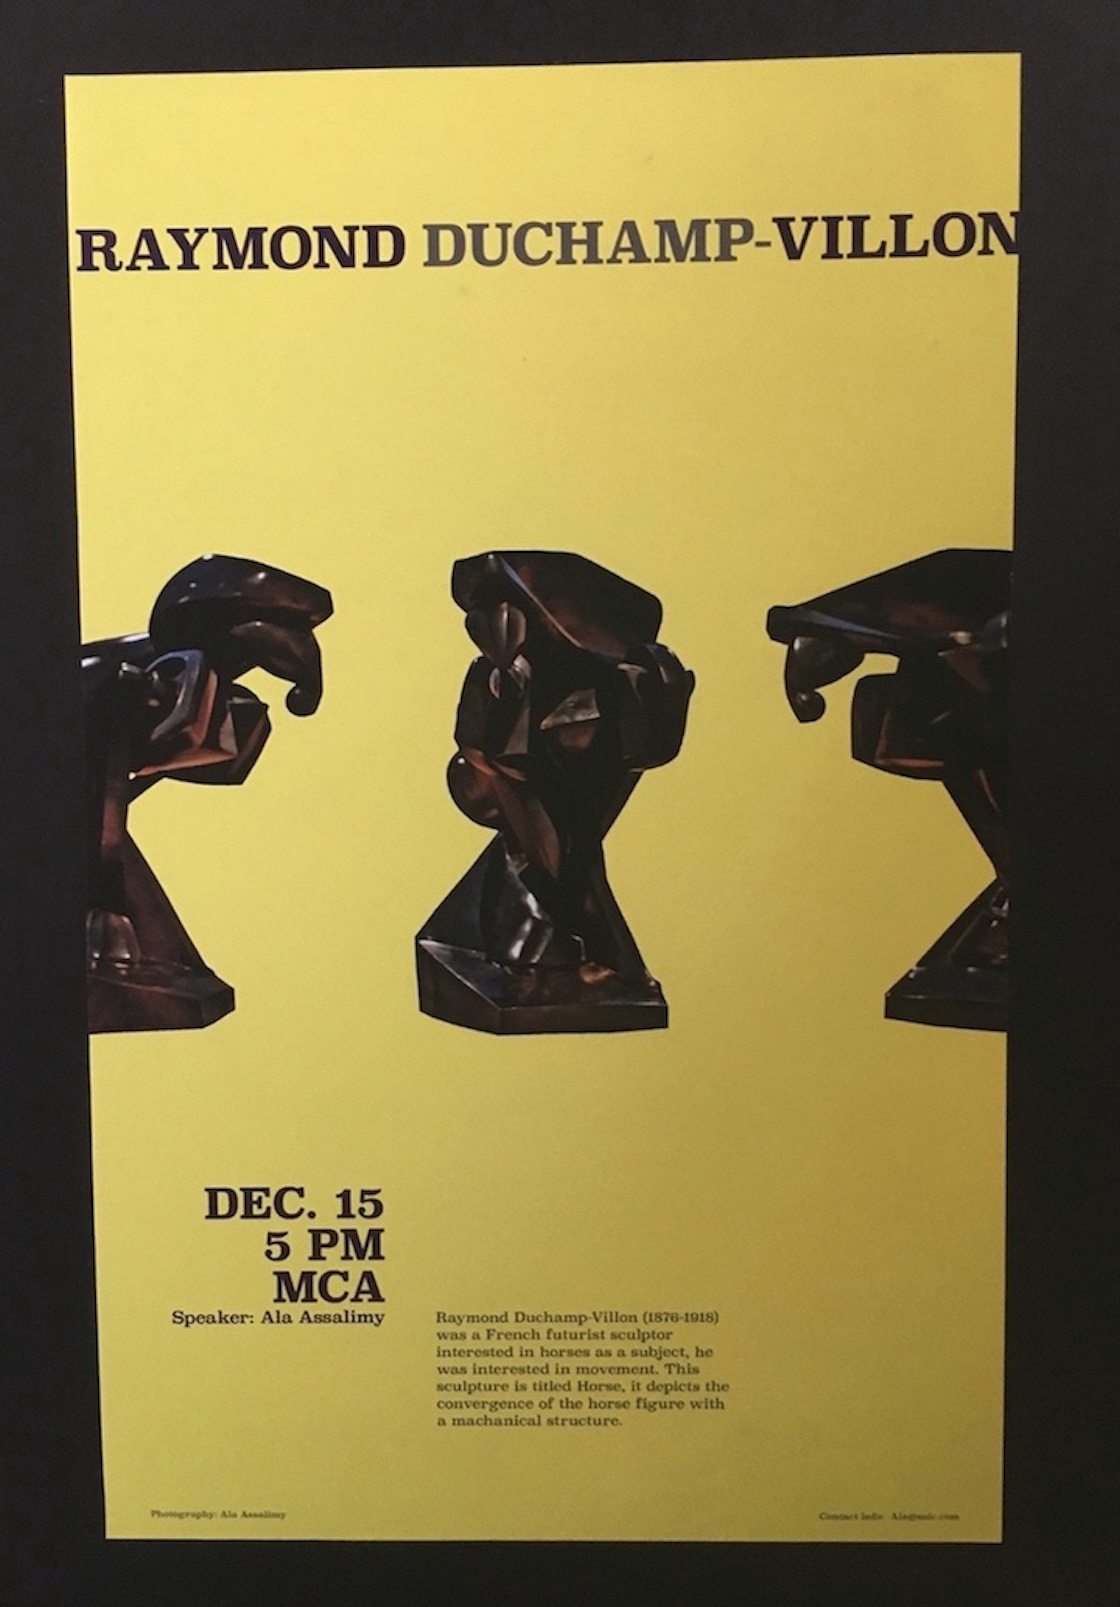 RAYMOND DUCHAMP-VILLON
DEC. 15
5 PM
MCA
Speaker: Ala Assalimy
Raymond Duchamp-Villon (1876-1918)
was a French futurist sculptor
interested in horses as a subject, he
was interested in movement. This
sculpture is titled Horse, it depicts the
convergence of the horse figure with
a machanical structure.
Photography: Ala Assalimy
Contact info: